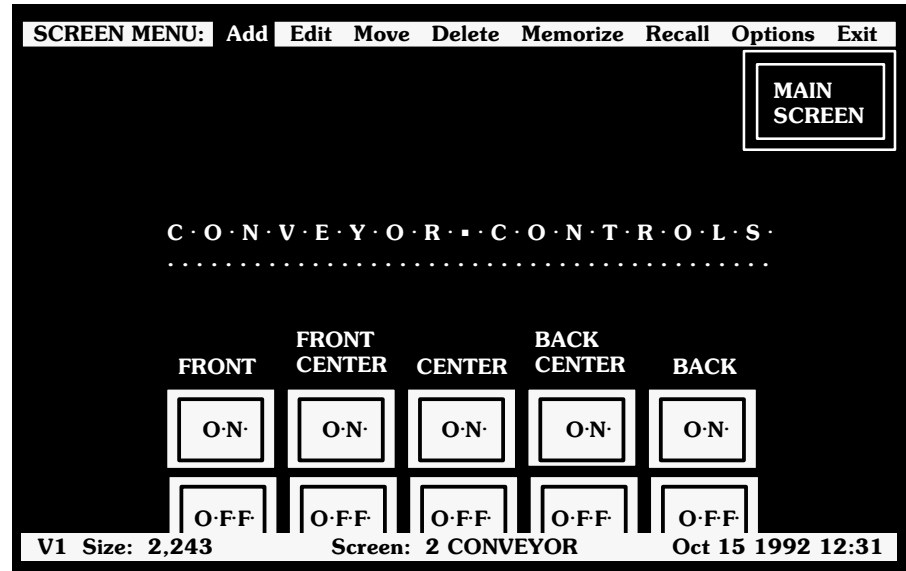 SCREEN MENU: Add Edit Move Delete Memorize Recall Options Exit
MAIN
SCREEN
C·O·N·V·E·Y·O·R·▪·C·O·N·T·R·O·L·S·
FRONT BACK
FRONT CENTER CENTER CENTER BACK
O·N· O·N· O·N· O·N· O·N·
O·F·F· O·F·F· O·F·F· O·F·F· O·F·F·
V1 Size: 2,243 Screen: 2 CONVEYOR Oct 15 1992 12:31